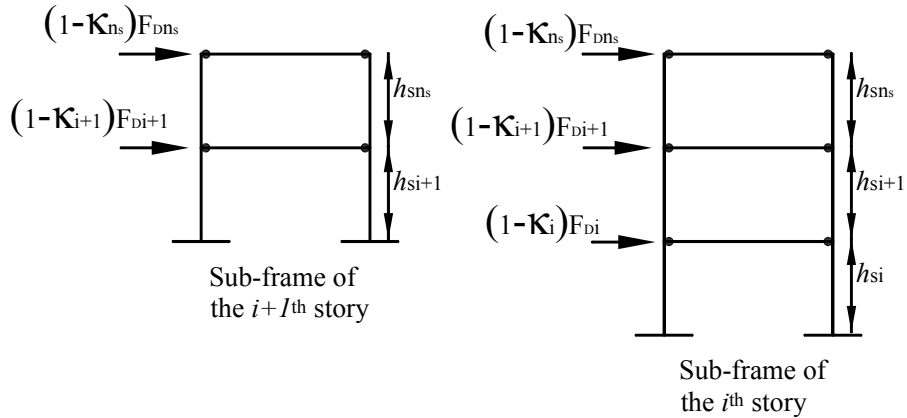 (1-κns)FDns
hsns
(1-κi+1)FDi+1
hsi+1
Sub-frame of
the i+1th story
(1-κns)FDns
hsns
(1-κi+1)FDi+1
hsi+1
(1-κi)FDi
hsi
Sub-frame of
the ith story